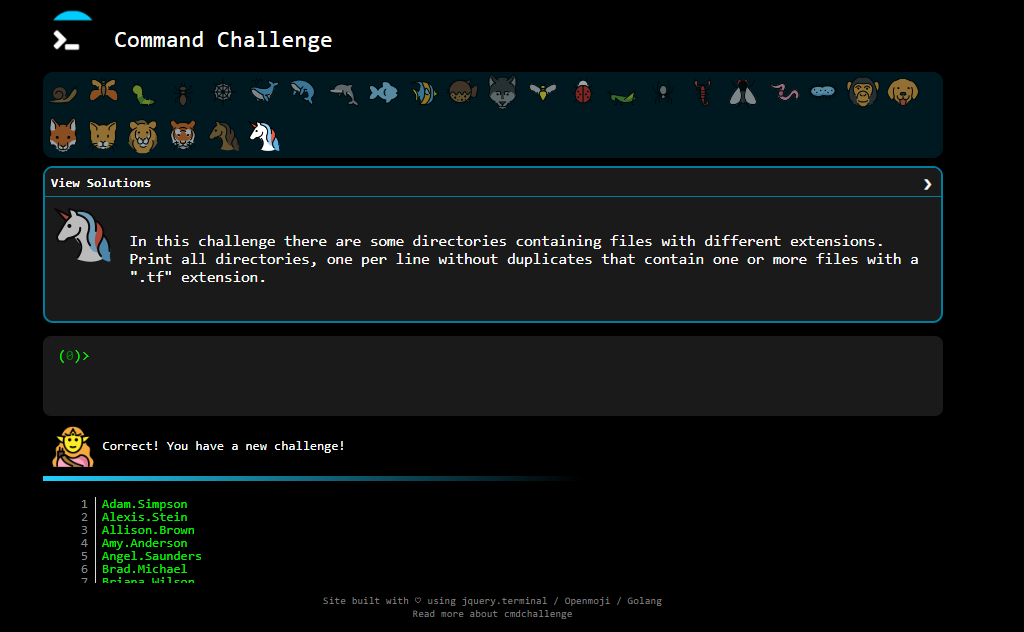 Command Challenge
View Solutions
In this challenge there are some directories containing files with different extensions.
Print all directories, one per line without duplicates that contain one or more files with a
".tf" extension.
(0)>
Correct! You have a new challenge!
1 Adam.Simpson
2 Alexis.Stein
3 Allison.Brown
4 Amy.Anderson
5 Angel.Saunders
6 Brad.Michael
7 Briana.Wilson
Site built with ♡ using jquery.terminal / Openmoji / Golang
Read more about cmdchallenge